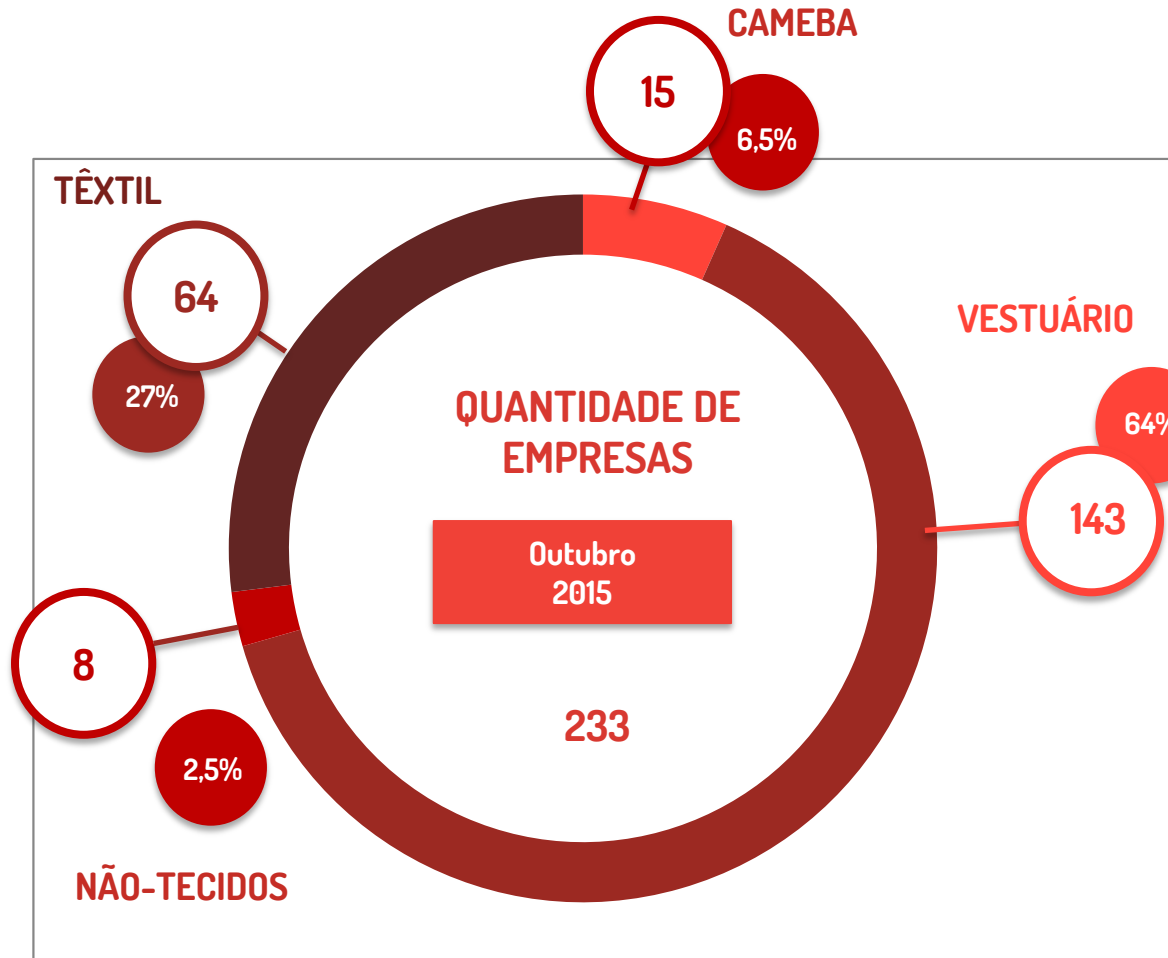 CAMEBA
15
6,5%
TÊXTIL
64
27%
VESTUÁRIO
64%
143
QUANTIDADE DE
EMPRESAS
Outubro
2015
233
8
2,5%
NÃO-TECIDOS